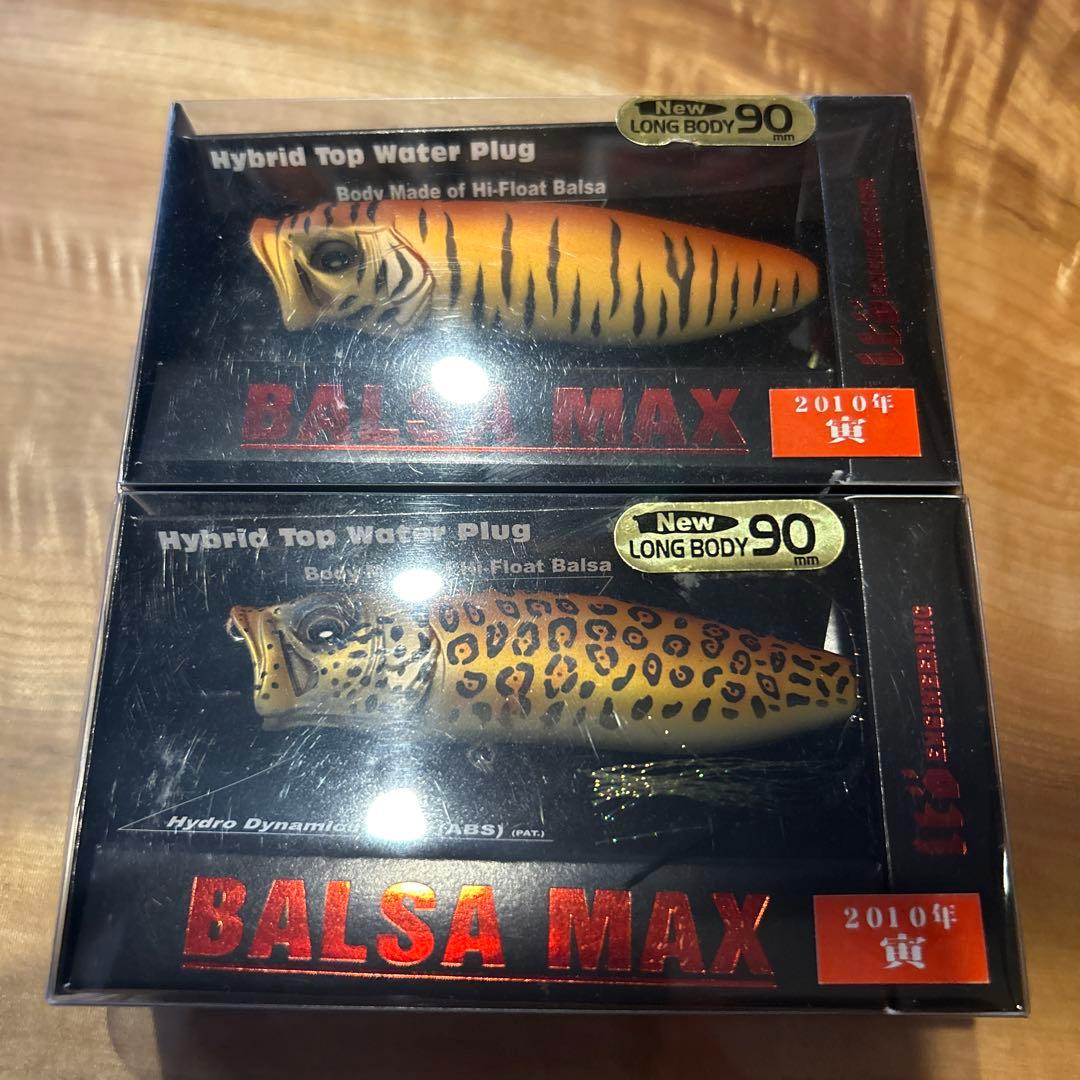 New
LONG BODY 90 mm
Hybrid Top Water Plug
Body Made of Hi-Float Balsa
BALSA MAX
2010年
寅
New
LONG BODY 90 mm
Hybrid Top Water Plug
Hi-Float Balsa
ENGINEERING
Hydro (ABS) (PAT.)
BALSA MAX
2010年
寅